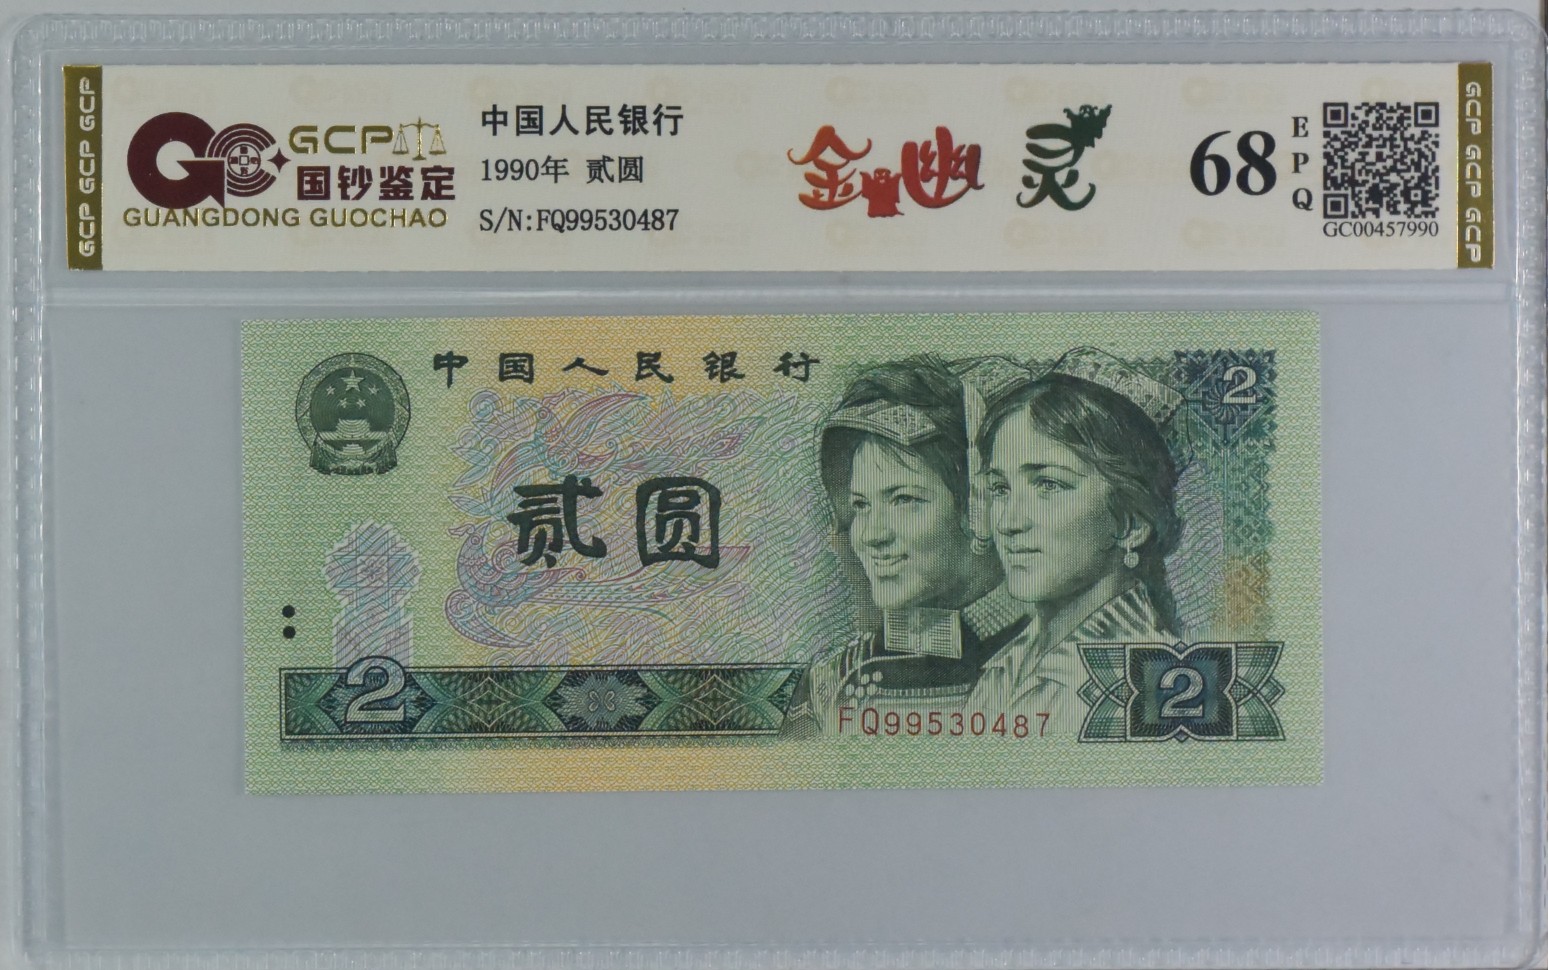 GCP GCP GCP
GCP
国钞鉴定
GUANGDONG GUOCHAO
中国人民银行
1990年 贰圆
S/N:FQ99530487
金幽灵
68
EPQ
GC00457990
GCP GCP GCP
中国人民银行
2
贰圆
2
2
FQ99530487